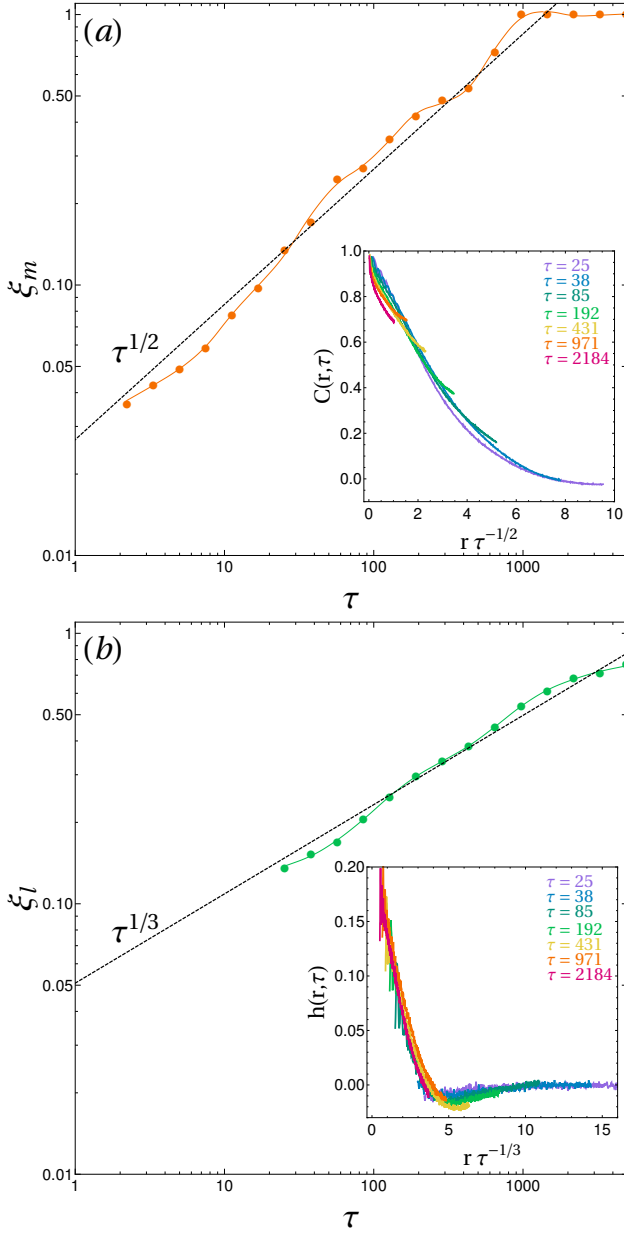 (a)
1
0.50
0.10
0.05
0.01
ξm
τ^1/2
1 10 100 1000
τ
C(r,τ)
1.0
0.8
0.6
0.4
0.2
0.0
0 2 4 6 8 10
r τ^-1/2
τ = 25
τ = 38
τ = 85
τ = 192
τ = 431
τ = 971
τ = 2184
(b)
1
0.50
0.10
0.05
0.01
ξl
τ^1/3
1 10 100 1000
τ
h(r,τ)
0.20
0.15
0.10
0.05
0.00
0 5 10 15
r τ^-1/3
τ = 25
τ = 38
τ = 85
τ = 192
τ = 431
τ = 971
τ = 2184